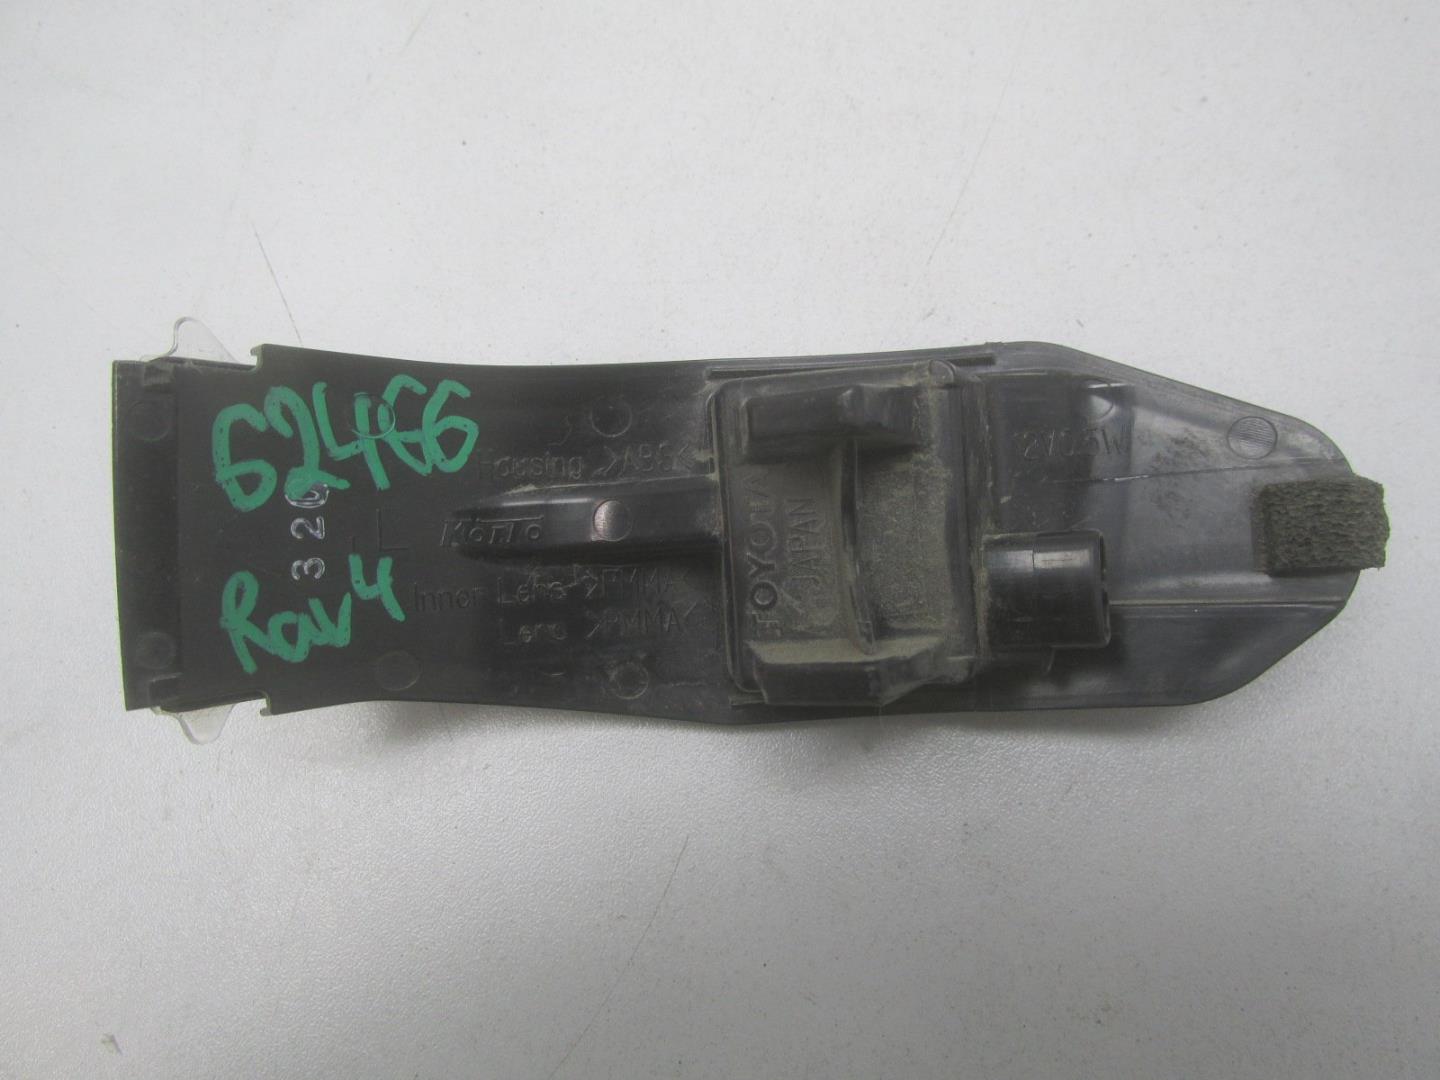 62466
Housing >ABS<
12V0.5W
320
L
Koito
TOYOTA
JAPAN
Rav4
Inner Lens >PMMA<
Lens >PMMA<